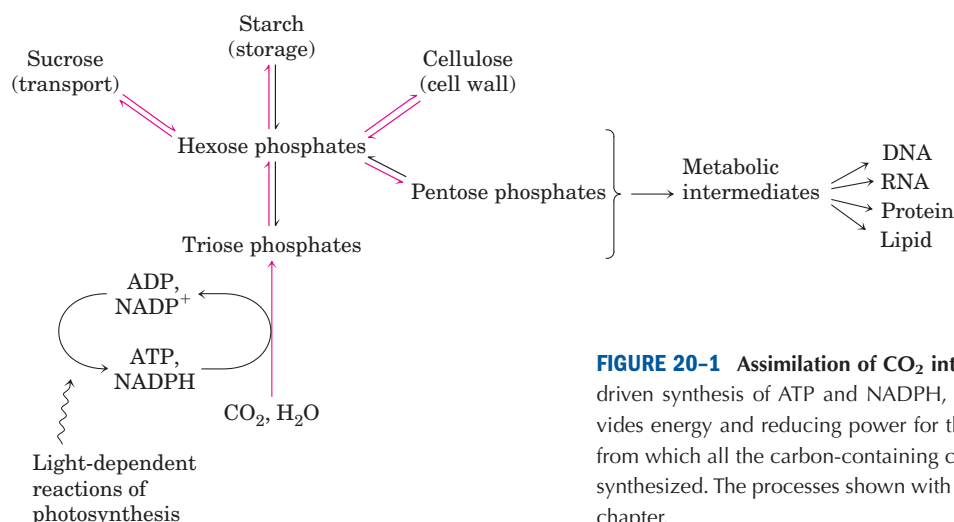 Starch
(storage)
Sucrose
(transport)
Cellulose
(cell wall)
Hexose phosphates
Pentose phosphates
Metabolic
intermediates
DNA
RNA
Protein
Lipid
Triose phosphates
ADP,
NADP+
ATP,
NADPH
CO2, H2O
Light-dependent
reactions of
photosynthesis
FIGURE 20–1 Assimilation of CO2 int
driven synthesis of ATP and NADPH,
vides energy and reducing power for th
from which all the carbon-containing c
synthesized. The processes shown with
chapter.